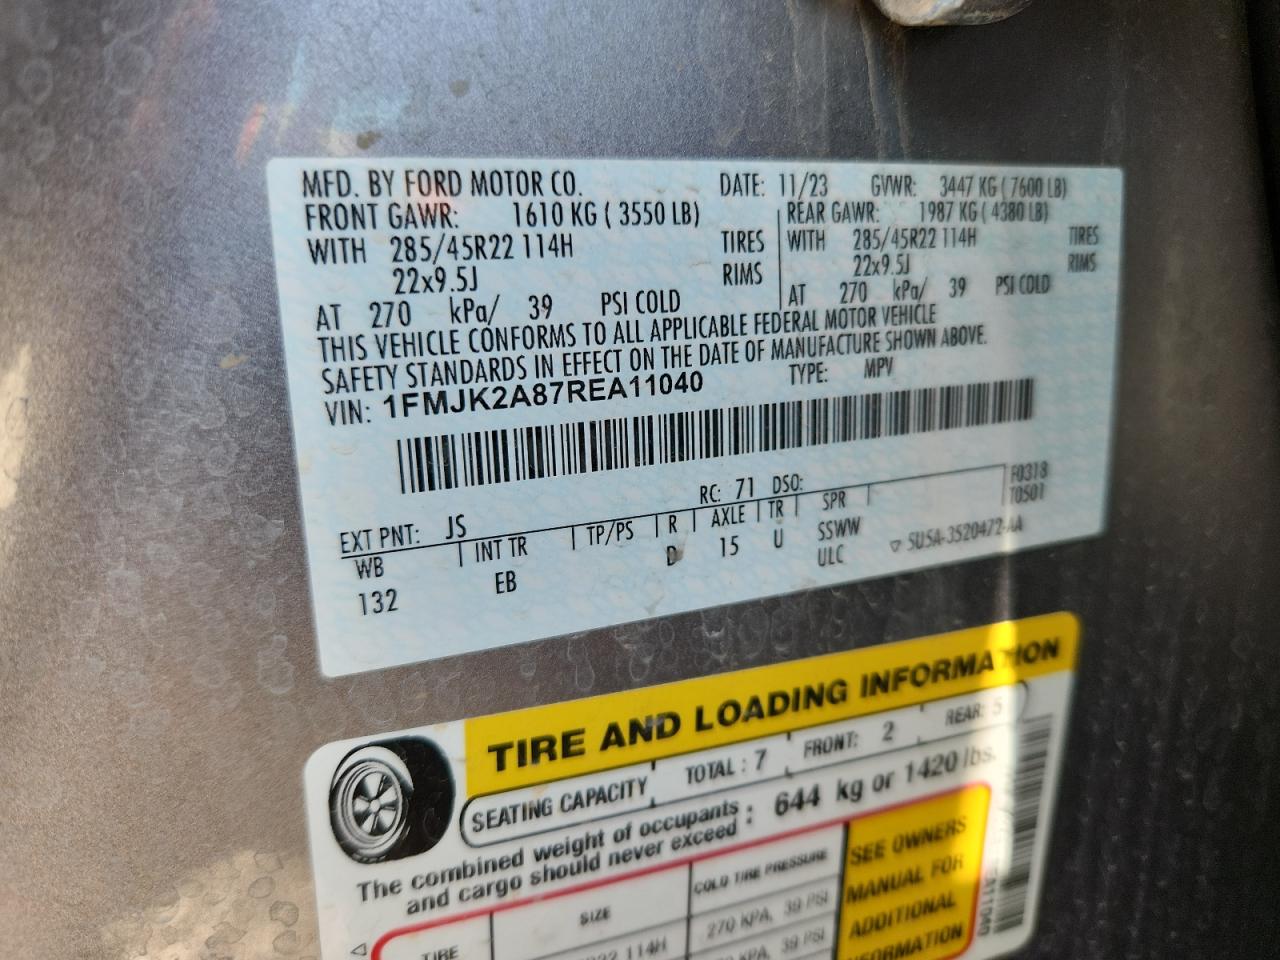 MFD. BY FORD MOTOR CO. DATE: 11/23 GVWR: 3447 KG ( 7600 LB)
FRONT GAWR: 1610 KG ( 3550 LB) REAR GAWR: 1987 KG ( 4380 LB)
WITH 285/45R22 114H TIRES WITH 285/45R22 114H TIRES
22x9.5J RIMS 22x9.5J RIMS
AT 270 kPa/ 39 PSI COLD AT 270 kPa/ 39 PSI COLD
THIS VEHICLE CONFORMS TO ALL APPLICABLE FEDERAL MOTOR VEHICLE
SAFETY STANDARDS IN EFFECT ON THE DATE OF MANUFACTURE SHOWN ABOVE.
VIN: 1FMJK2A87REA11040 TYPE: MPV
EXT PNT: JS RC: 71 DSO: F0318
WB INT TR TP/PS R AXLE TR SPR T0501
132 EB D 15 U SSWW
ULC ▽ 5U5A-3520472-AA
TIRE AND LOADING INFORMATION
SEATING CAPACITY TOTAL : 7 FRONT: 2 REAR: 5
The combined weight of occupants : 644 kg or 1420 lbs.
and cargo should never exceed
TIRE SIZE COLD TIRE PRESSURE SEE OWNERS
MANUAL FOR
ADDITIONAL
INFORMATION
R22 114H 270 KPA, 39 PSI
KPA, 39 PSI
EA11040